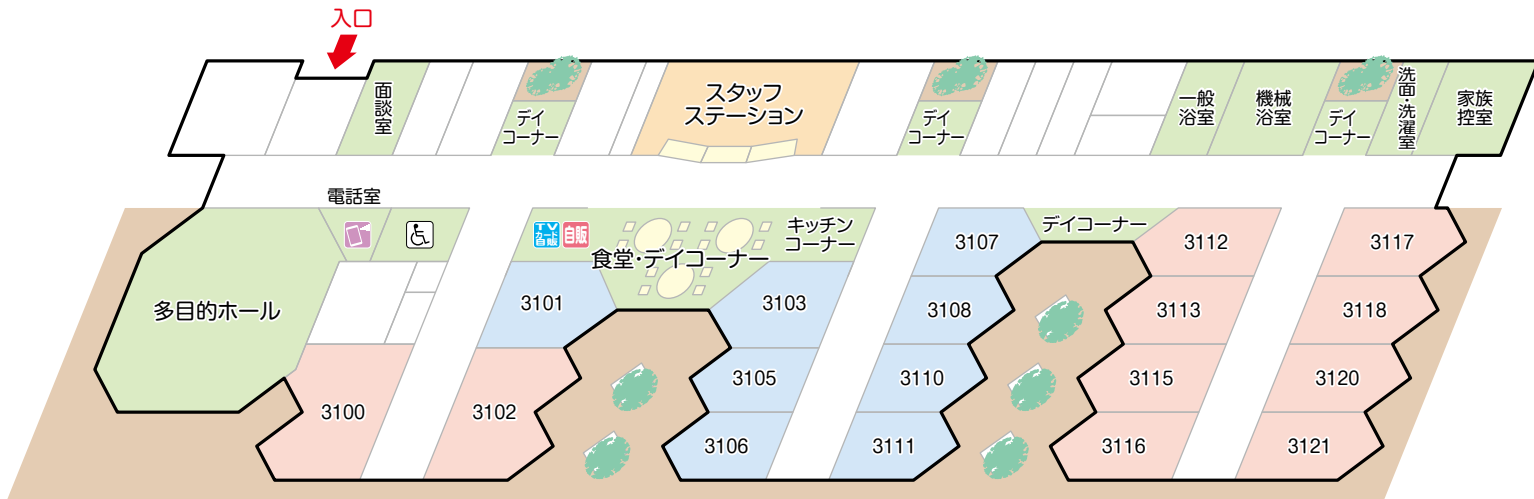 入口
面談室
デイ
コーナー
スタッフ
ステーション
デイ
コーナー
一般
浴室
機械
浴室
デイ
コーナー
洗面・洗濯室
家族
控室
電話室
TV
カード
自販
自販
キッチン
コーナー
食堂・デイコーナー
デイコーナー
多目的ホール
3100
3101
3102
3103
3105
3106
3107
3108
3110
3111
3112
3113
3115
3116
3117
3118
3120
3121